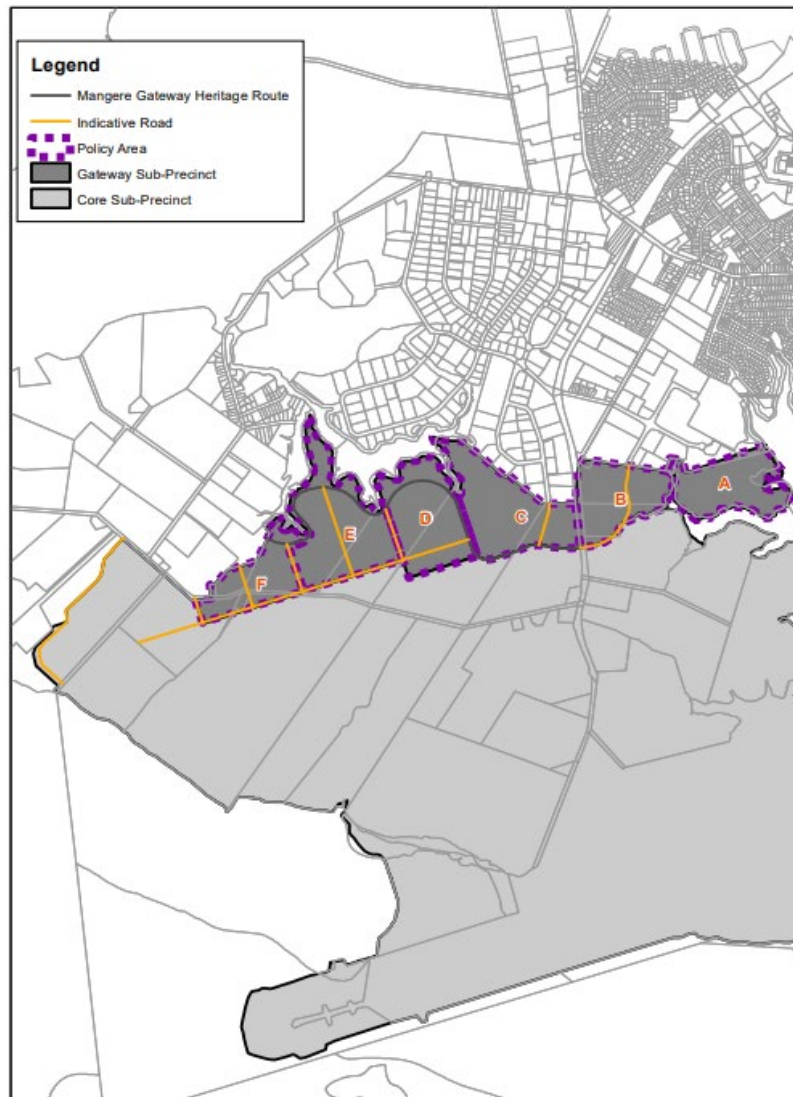 Legend
Mangere Gateway Heritage Route
Indicative Road
Policy Area
Gateway Sub-Precinct
Core Sub-Precinct
A
B
C
D
E
F